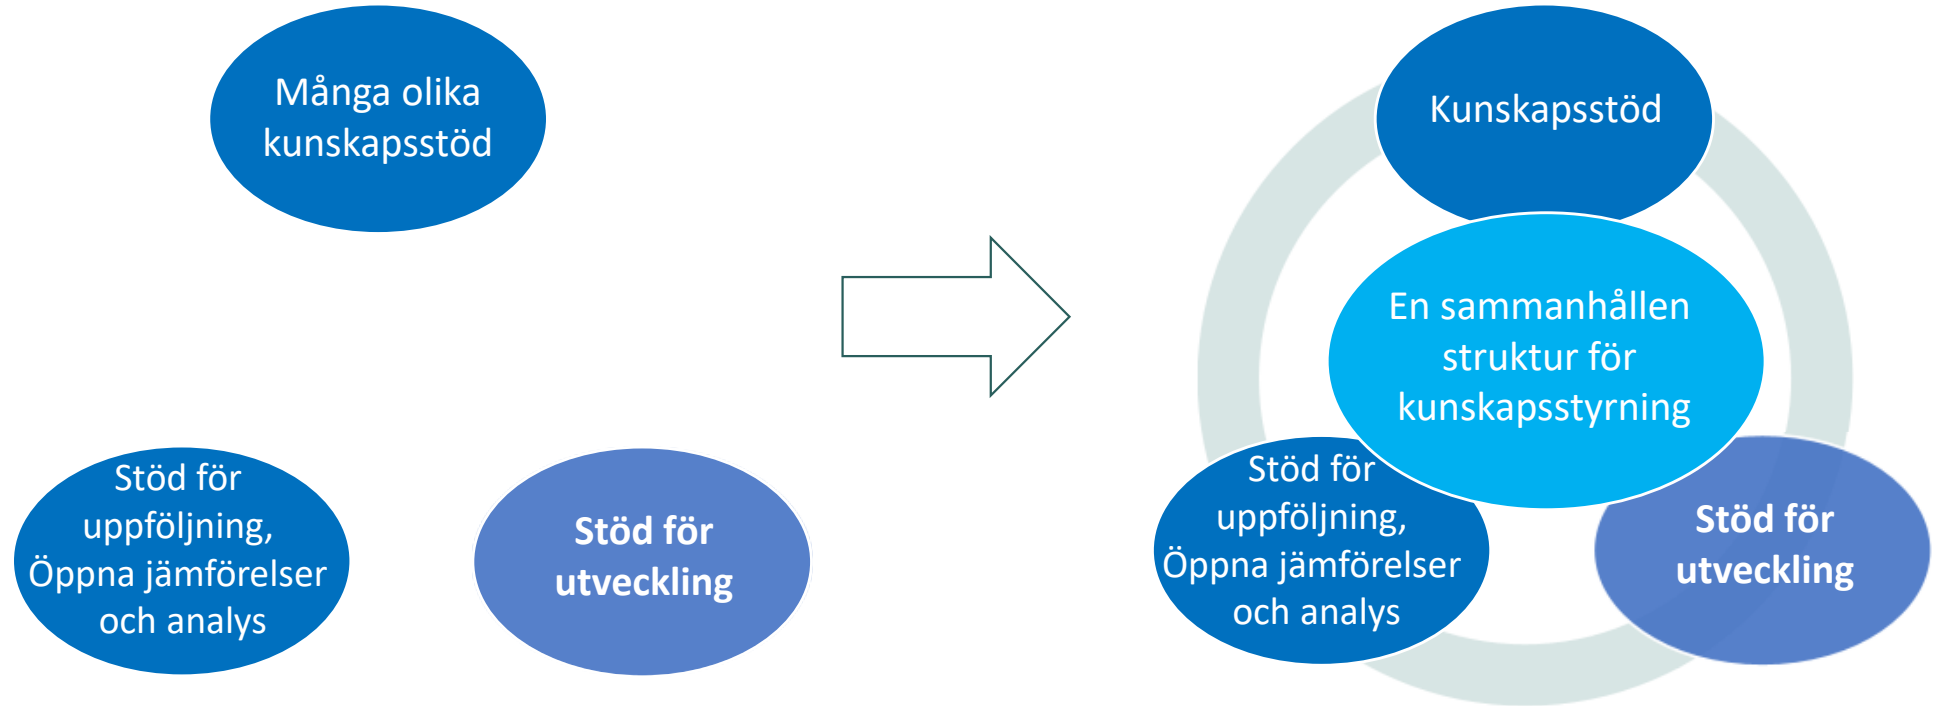 Många olika
kunskapsstöd
Stöd för
uppföljning,
Öppna jämförelser
och analys
Stöd för
utveckling
Kunskapsstöd
En sammanhållen
struktur för
kunskapsstyrning
Stöd för
uppföljning,
Öppna jämförelser
och analys
Stöd för
utveckling